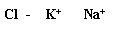 Cl - K⁺ Na⁺